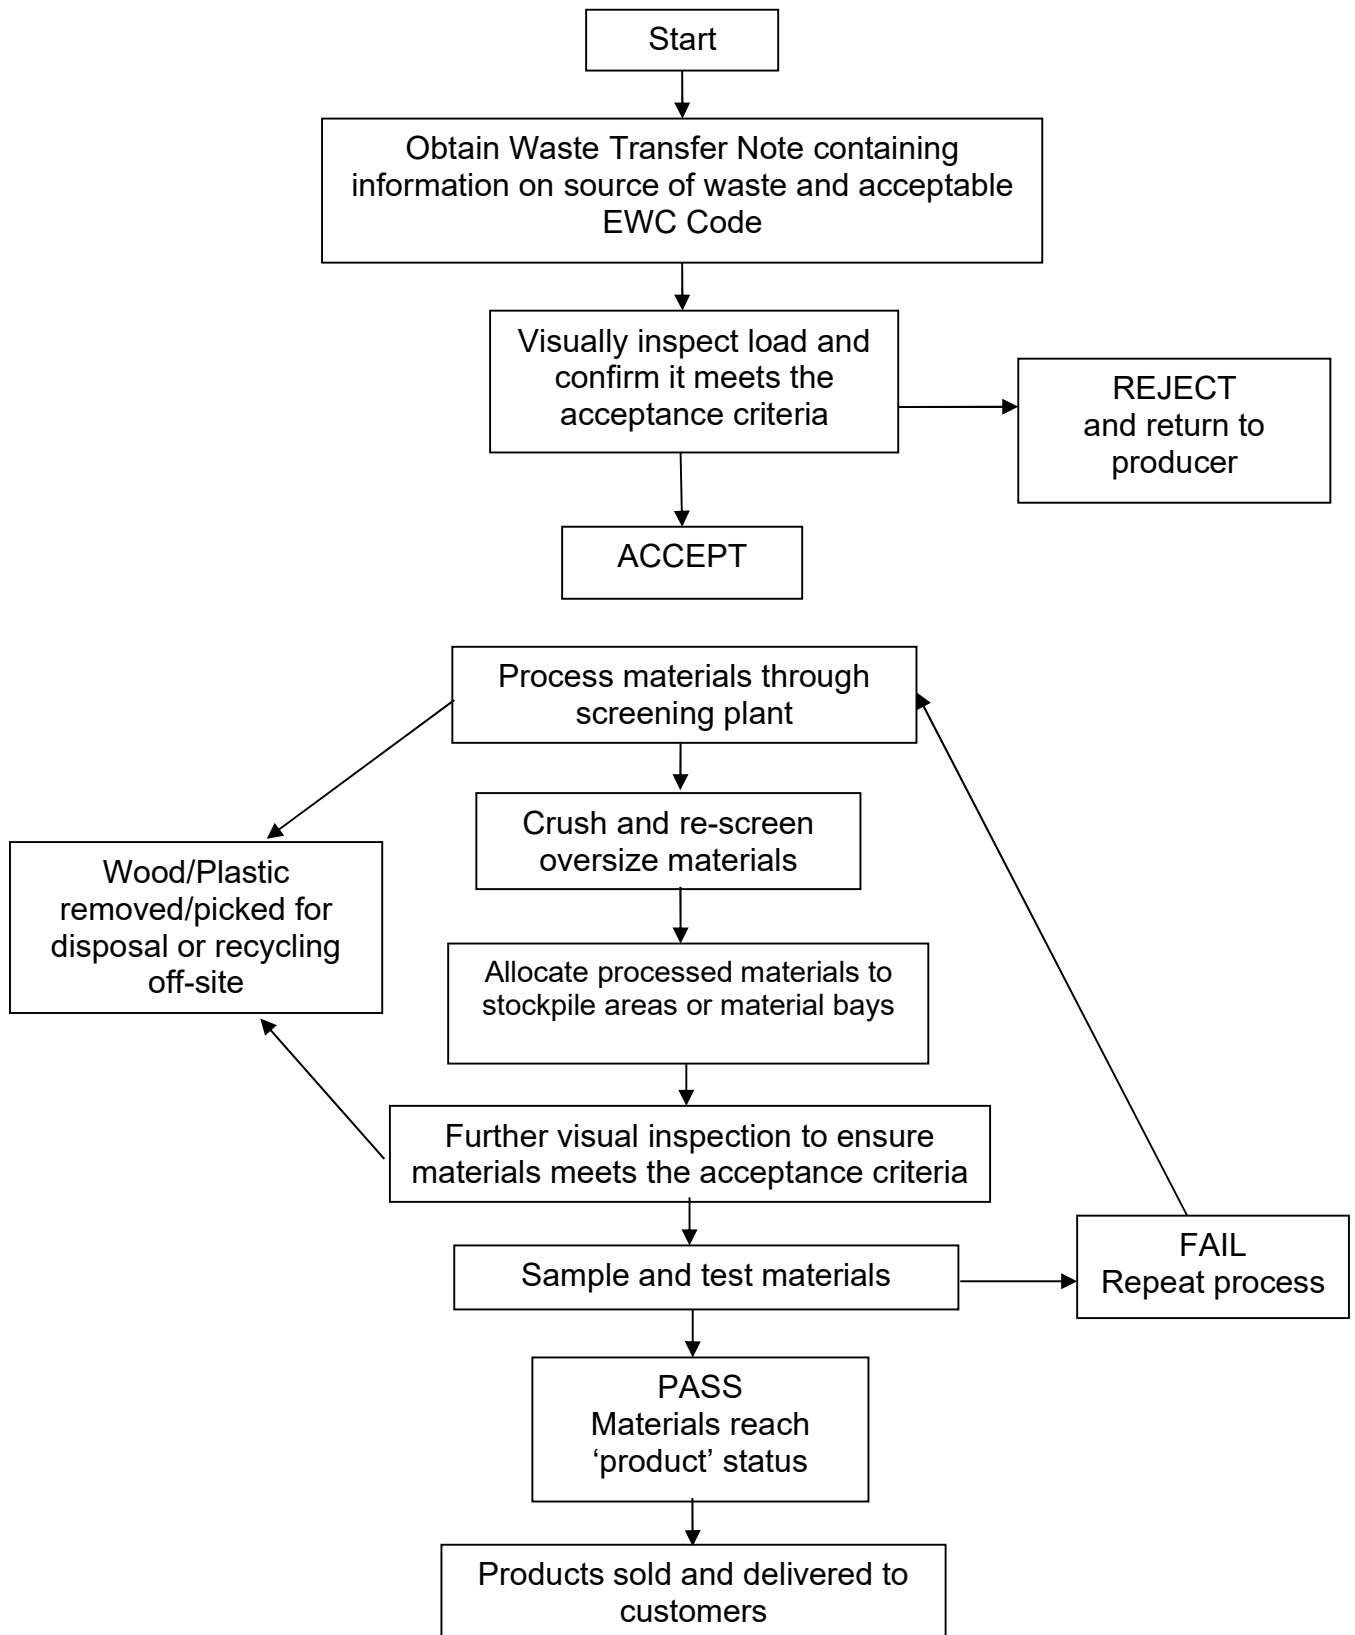 Start
Obtain Waste Transfer Note containing
information on source of waste and acceptable
EWC Code
Visually inspect load and
confirm it meets the
acceptance criteria
REJECT
and return to
producer
ACCEPT
Process materials through
screening plant
Crush and re-screen
oversize materials
Wood/Plastic
removed/picked for
disposal or recycling
off-site
Allocate processed materials to
stockpile areas or material bays
Further visual inspection to ensure
materials meets the acceptance criteria
Sample and test materials
FAIL
Repeat process
PASS
Materials reach
‘product’ status
Products sold and delivered to
customers